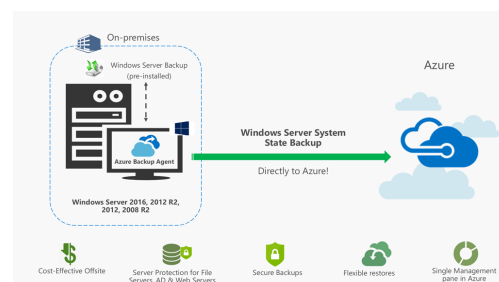 On-premises
Windows Server Backup
(pre-installed)
Azure
Azure Backup Agent
Windows Server System
State Backup
Directly to Azure!
Windows Server 2016, 2012 R2,
2012, 2008 R2
Cost-Effective Offsite
Server Protection for File
Servers, AD & Web Servers
Secure Backups
Flexible restores
Single Management
pane in Azure